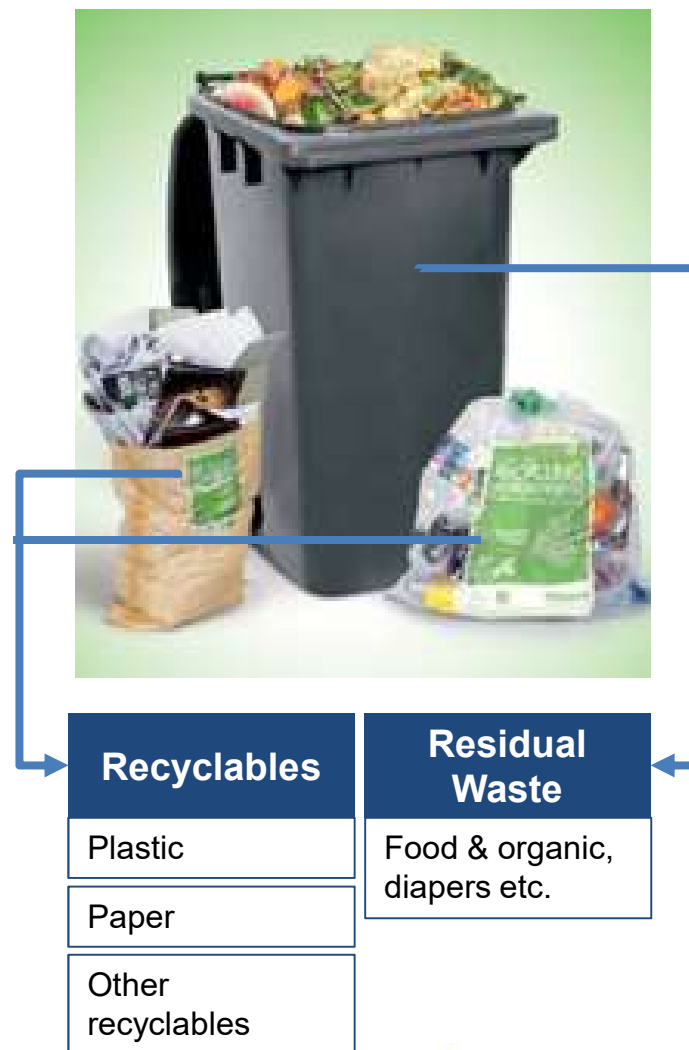 Recyclables
Residual
Waste
Plastic
Food & organic,
diapers etc.
Paper
Other
recyclables